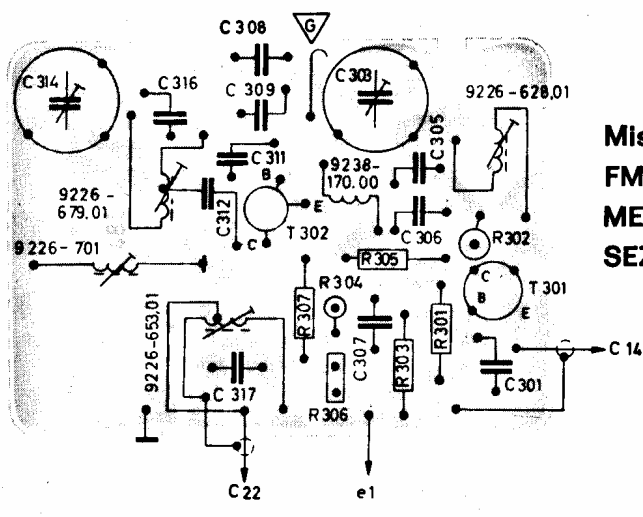 C 308
G
C 314
C 316
C 309
C 303
9226-628,01
C 305
C 311
9238-
170.00
9226-
679.01
C 312
B
E
C
T 302
C 306
R 302
9226-701
R 305
C
B
E
T 301
R 304
R 307
9226-653,01
C 307
R 303
R 301
C 317
R 306
C 301
C 14
C 22
e1
Mis
FM
ME
SEZ